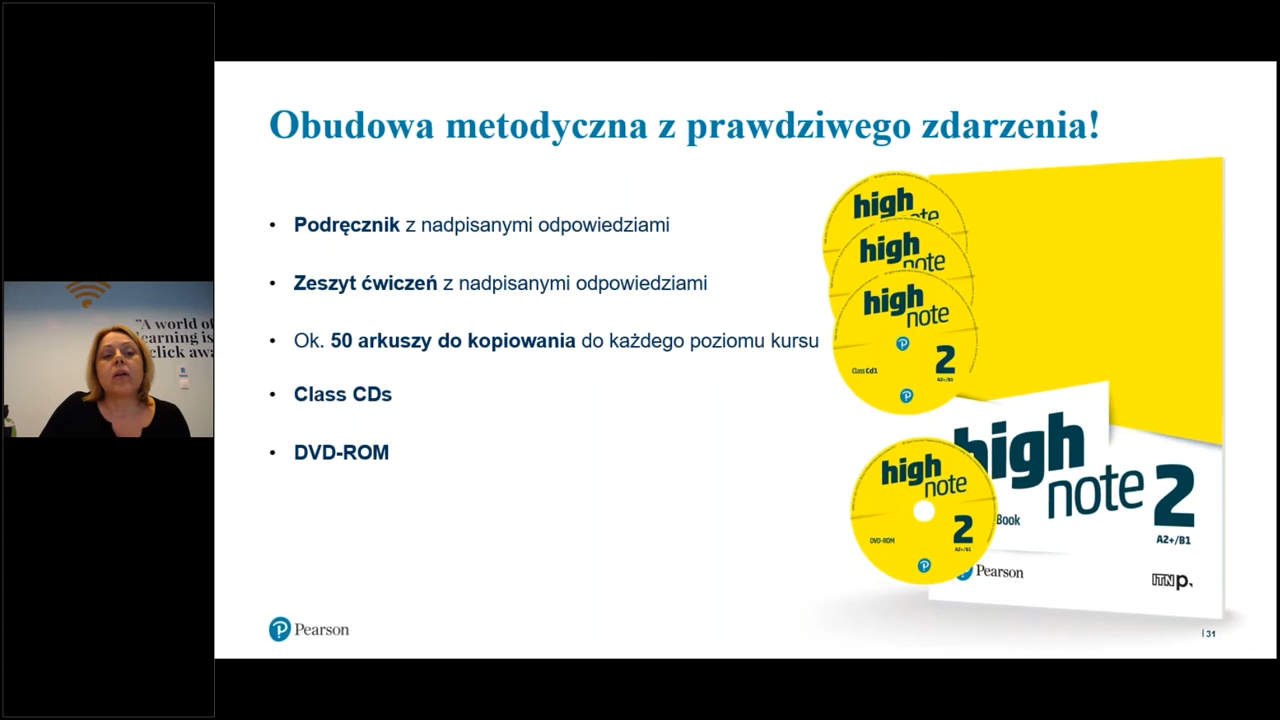 Obudowa metodyczna z prawdziwego zdarzenia!
• Podręcznik z nadpisanymi odpowiedziami
• Zeszyt ćwiczeń z nadpisanymi odpowiedziami
• Ok. 50 arkuszy do kopiowania do każdego poziomu kursu
• Class CDs
• DVD-ROM
"A world of
learning is
click awa
high
note
high
note
high
note
2
A2+/B1
Class Cd1
high
note
2
A2+/B1
DVD-ROM
high
note 2
Book
A2+/B1
Pearson
ITN p.
Pearson
| 31